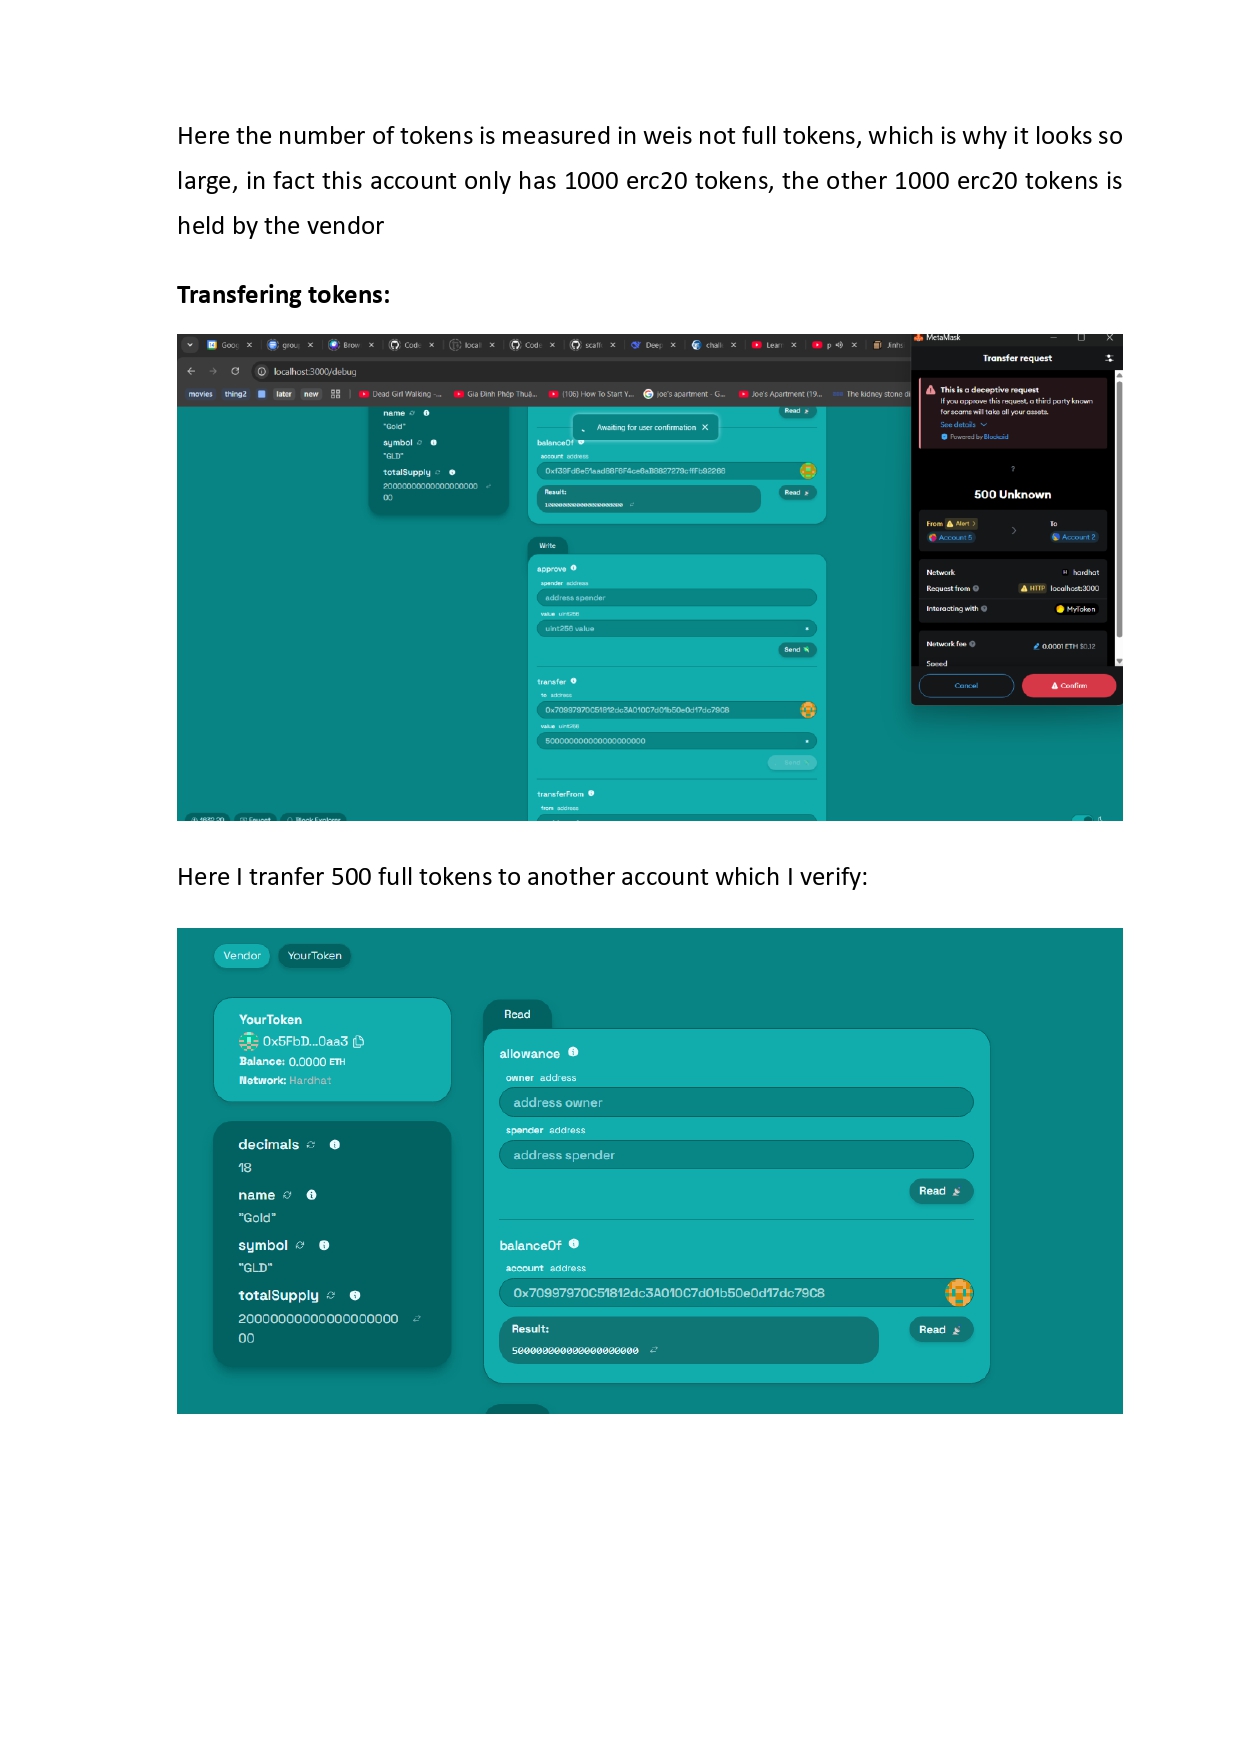 Here the number of tokens is measured in weis not full tokens, which is why it looks so
large, in fact this account only has 1000 erc20 tokens, the other 1000 erc20 tokens is
held by the vendor
Transfering tokens:
Code
Code
Learn
localhost:3000/debug
movies thing2 later new Dead Girl Walking -... Gia Đình Phép Thuậ... (106) How To Start Y... joe's apartment - G... Joe's Apartment (19... The kidney stone di
name
"Gold"
symbol
"GLD"
totalSupply
20000000000000000000
00
Read
Awaiting for user confirmation
balanceOf
account address
Result:
Read
Write
approve
spender address
address spender
value uint256
uint256 value
Send
transfer
to address
0x70997970C51812dc3A010C7d01b50e0d17dc79C8
value uint256
500000000000000000000
transferFrom
from address
Faucet Block Explorer
MetaMask
Transfer request
This is a deceptive request
If you approve this request, a third party known
for scams will take all your assets.
See details
Powered by Blockaid
?
500 Unknown
From Alert To
Account 5 Account 2
Network hardhat
Request from HTTP localhost:3000
Interacting with MyToken
Network fee 0.0001 ETH $0.12
Speed
Cancel Confirm
Here I tranfer 500 full tokens to another account which I verify:
Vendor YourToken
YourToken
0x5FbD...0aa3
Balance: 0.0000 ETH
Network: Hardhat
decimals
18
name
"Gold"
symbol
"GLD"
totalSupply
20000000000000000000
00
Read
allowance
owner address
address owner
spender address
address spender
Read
balanceOf
account address
0x70997970C51812dc3A010C7d01b50e0d17dc79C8
Result:
500000000000000000000
Read